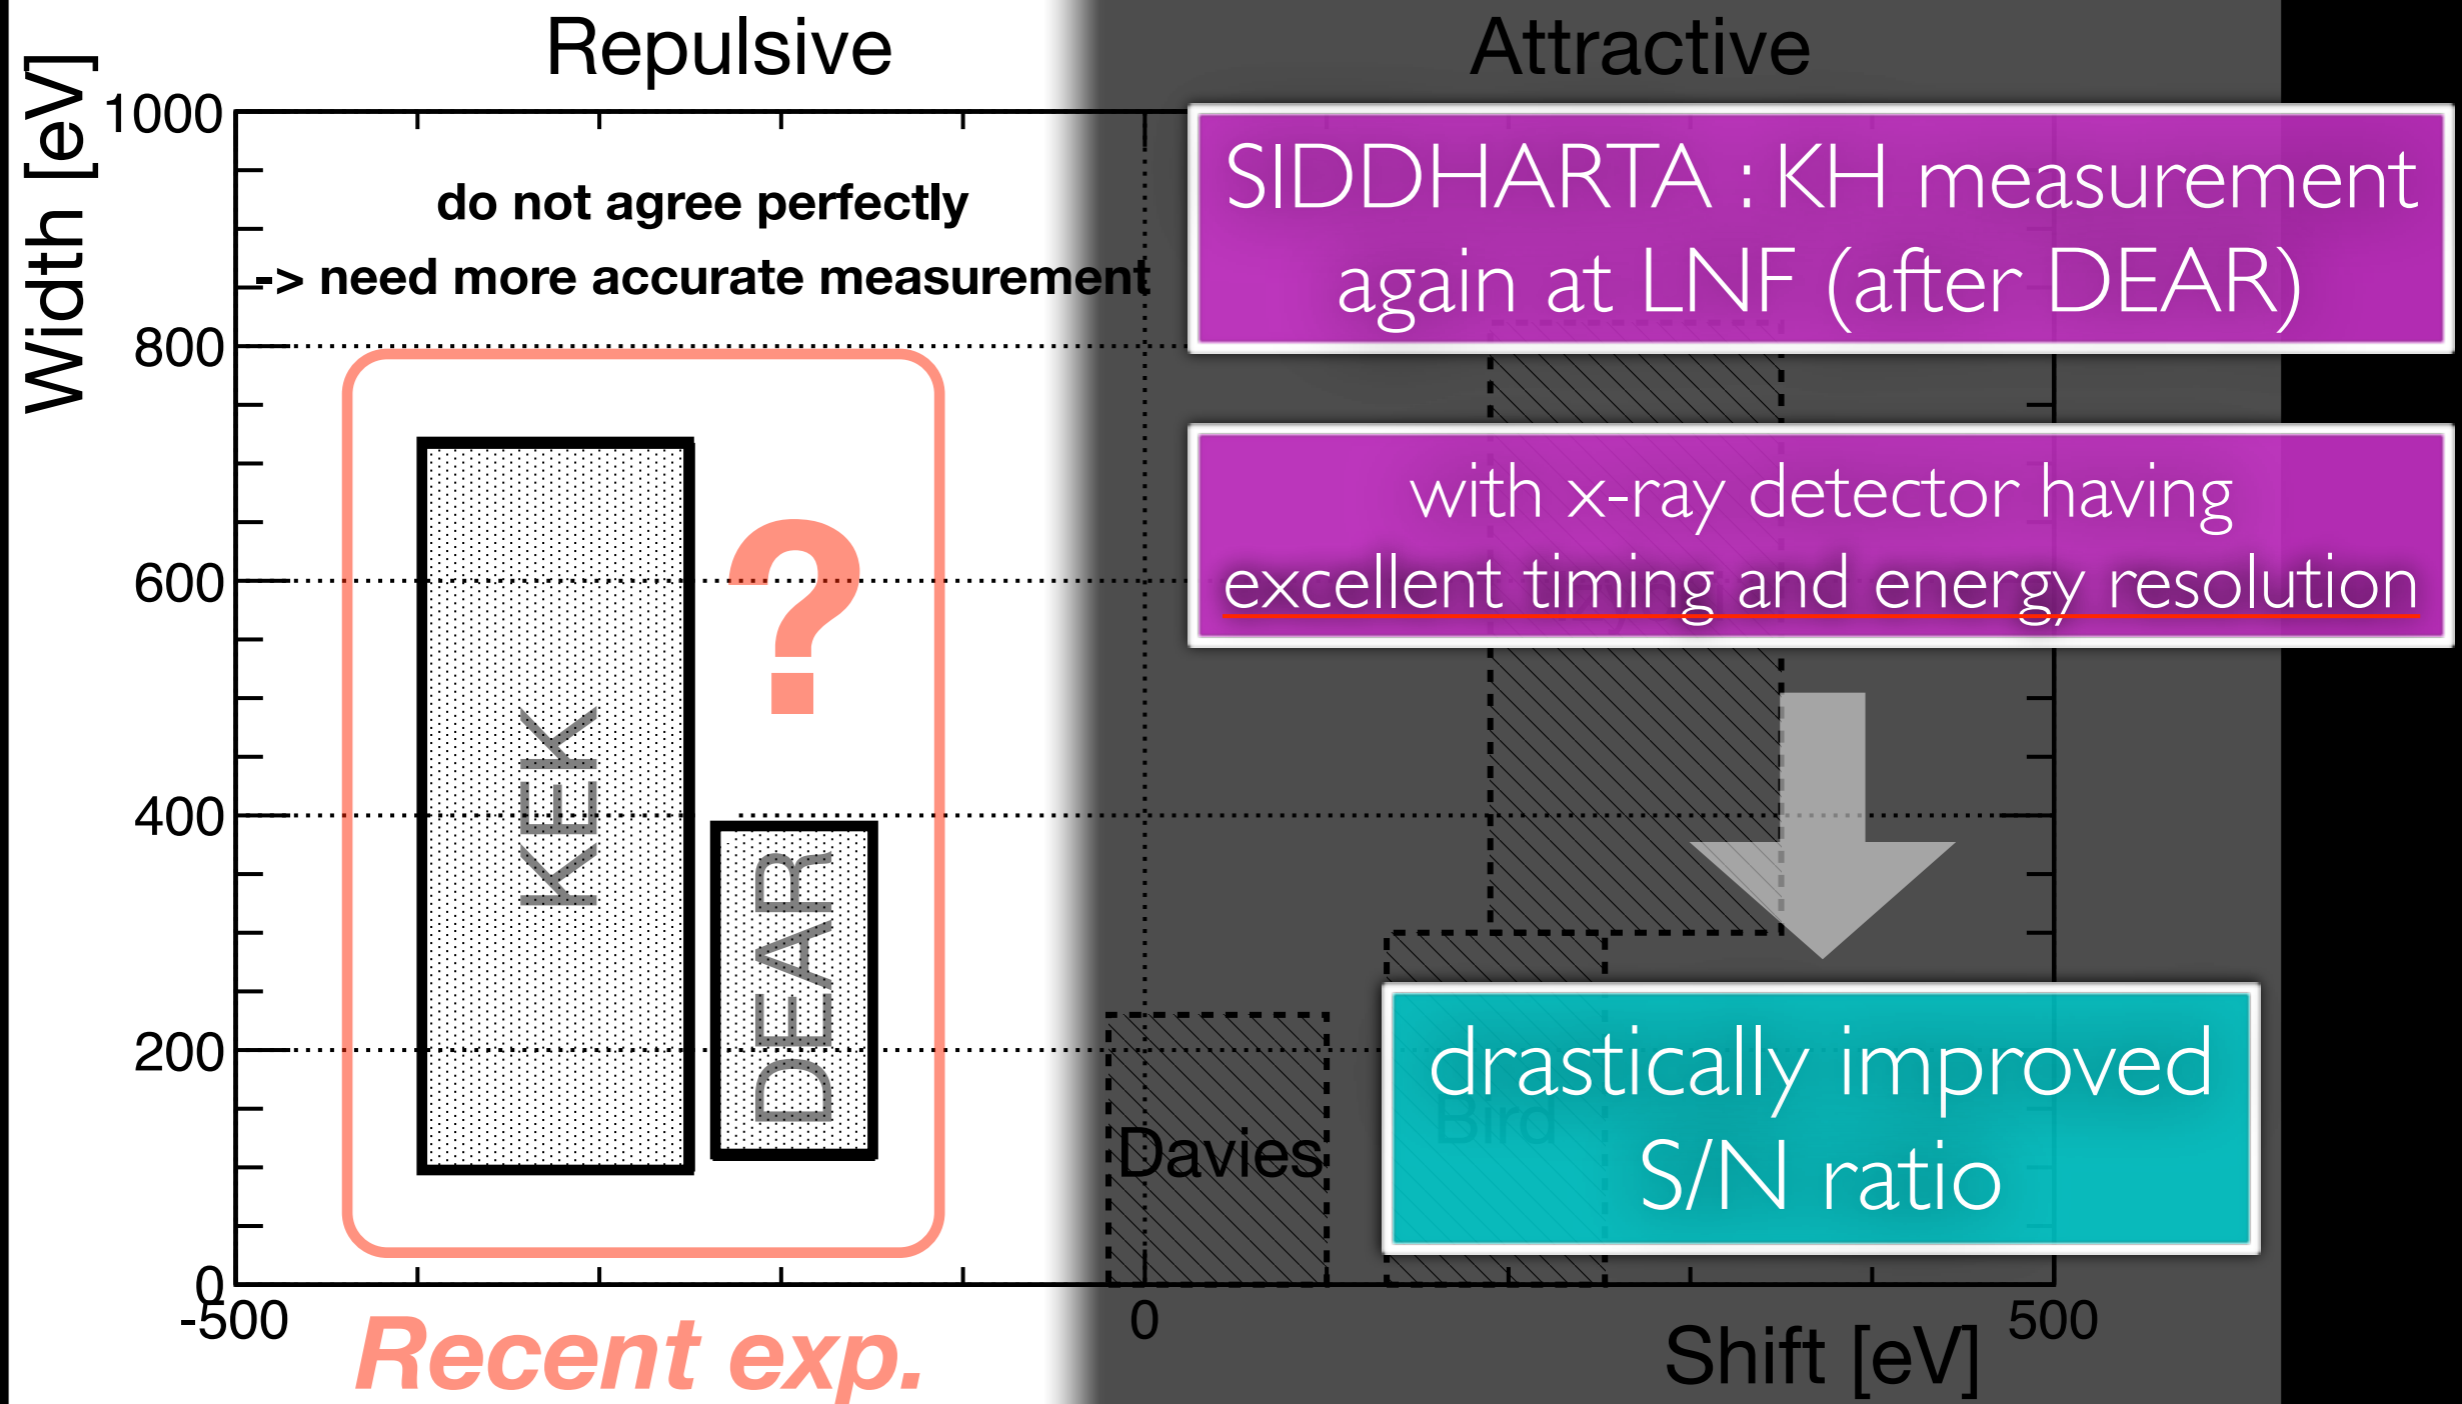 Repulsive
Attractive
Width [eV]
1000
800
600
400
200
0
do not agree perfectly
-> need more accurate measurement
SIDDHARTA : KH measurement
again at LNF (after DEAR)
with x-ray detector having
excellent timing and energy resolution
?
KEK
DEAR
Davies
Bird
drastically improved
S/N ratio
-500
0
500
Recent exp.
Shift [eV]